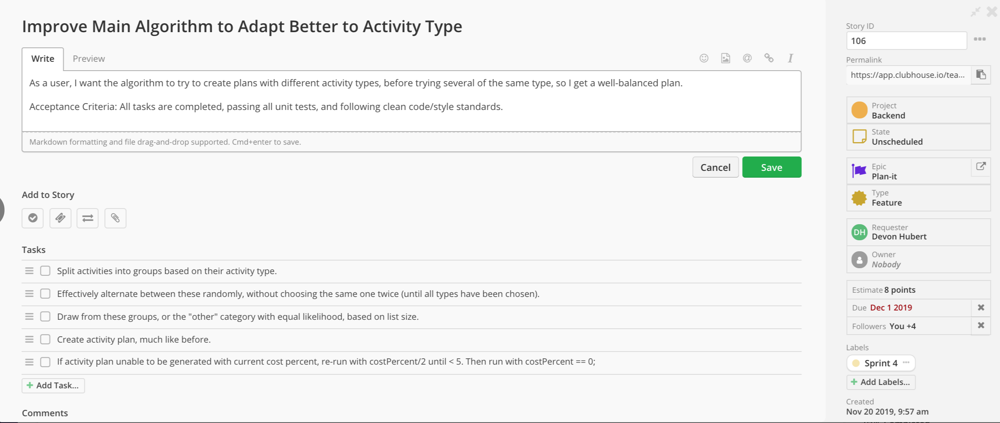 Improve Main Algorithm to Adapt Better to Activity Type
Write
Preview
As a user, I want the algorithm to try to create plans with different activity types, before trying several of the same type, so I get a well-balanced plan.
Acceptance Criteria: All tasks are completed, passing all unit tests, and following clean code/style standards.
Markdown formatting and file drag-and-drop supported. Cmd+enter to save.
Cancel
Save
Add to Story
Tasks
Split activities into groups based on their activity type.
Effectively alternate between these randomly, without choosing the same one twice (until all types have been chosen).
Draw from these groups, or the "other" category with equal likelihood, based on list size.
Create activity plan, much like before.
If activity plan unable to be generated with current cost percent, re-run with costPercent/2 until < 5. Then run with costPercent == 0;
+ Add Task...
Comments
Story ID
106
Permalink
https://app.clubhouse.io/tea...
Project
Backend
State
Unscheduled
Epic
Plan-it
Type
Feature
DH
Requester
Devon Hubert
Owner
Nobody
Estimate 8 points
Due Dec 1 2019
Followers You +4
Labels
Sprint 4
+ Add Labels...
Created
Nov 20 2019, 9:57 am